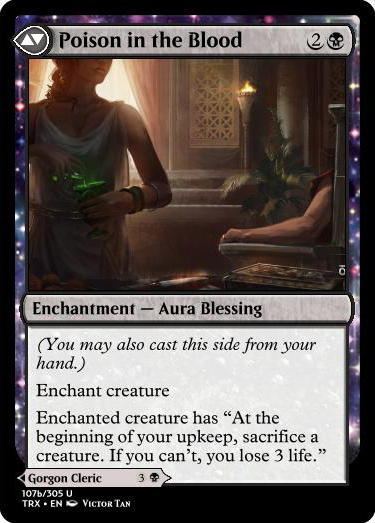 Poison in the Blood 2
Enchantment — Aura Blessing
(You may also cast this side from your
hand.)
Enchant creature
Enchanted creature has “At the
beginning of your upkeep, sacrifice a
creature. If you can't, you lose 3 life.”
Gorgon Cleric 3
107b/305 U
TRX • EN Victor Tan